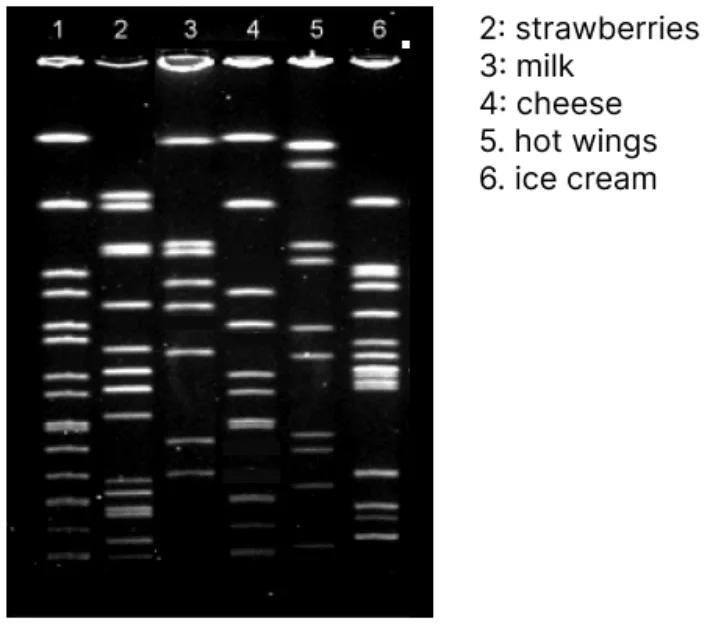 1 2 3 4 5 6
2: strawberries
3: milk
4: cheese
5. hot wings
6. ice cream